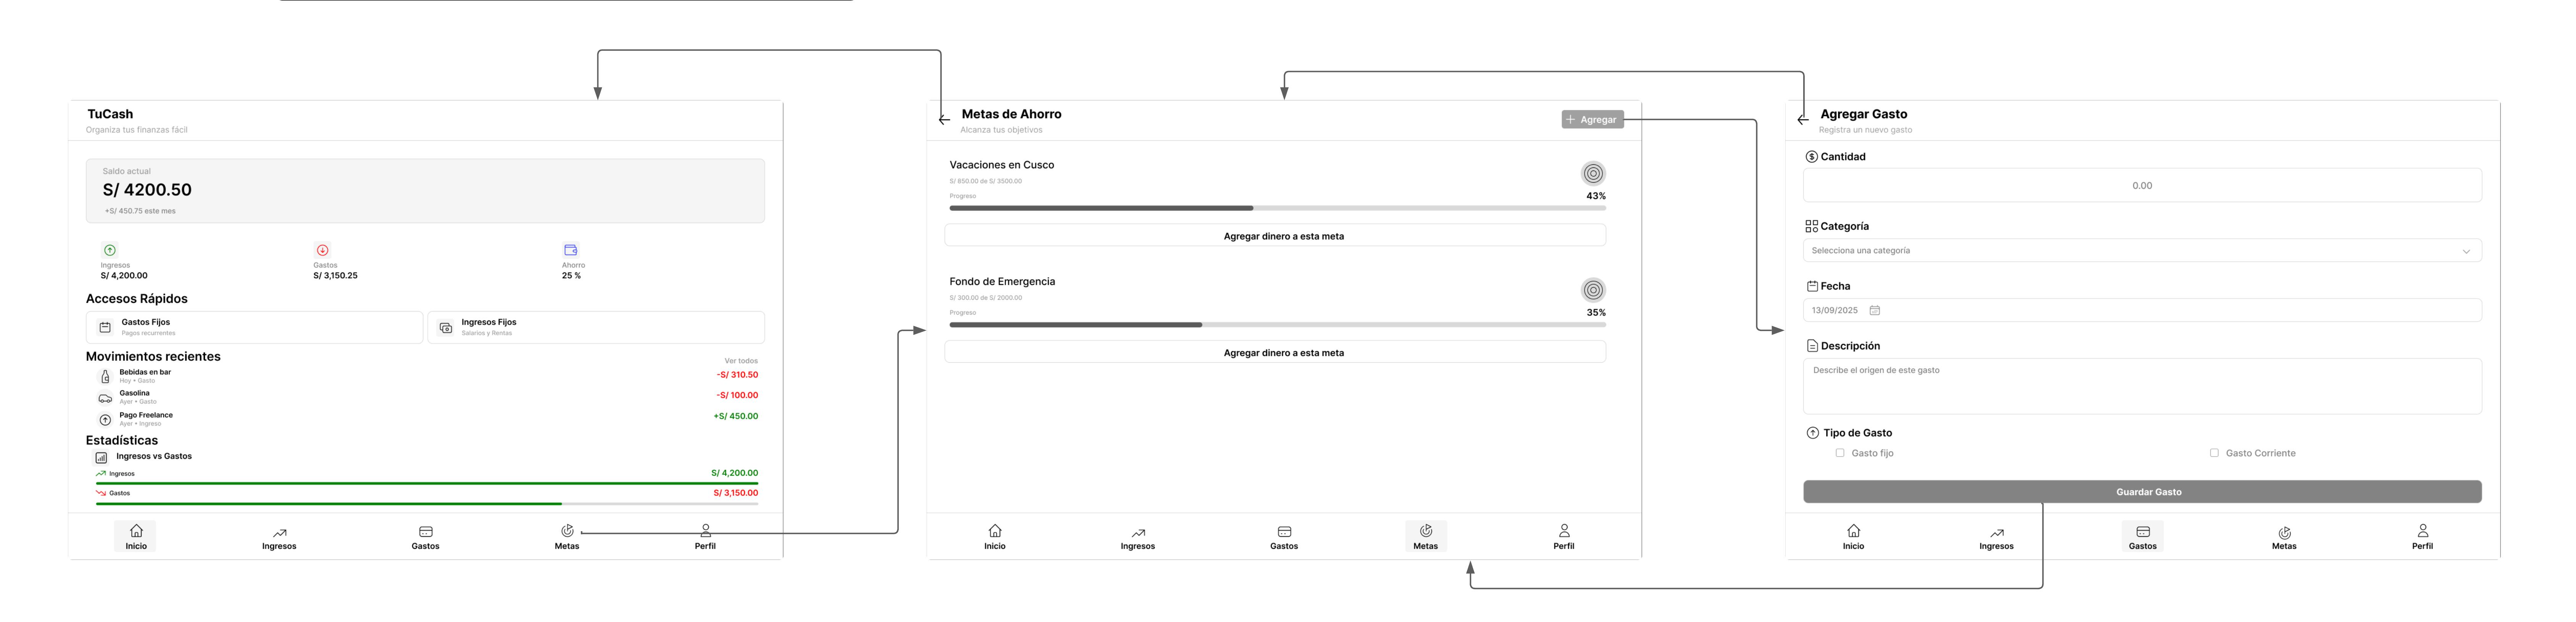 TuCash
Organiza tus finanzas fácil
Saldo actual
S/ 4200.50
+S/ 450.75 este mes
Ingresos
S/ 4,200.00
Gastos
S/ 3,150.25
Ahorro
25 %
Accesos Rápidos
Gastos Fijos
Pagos recurrentes
Ingresos Fijos
Salarios y Rentas
Movimientos recientes
Ver todos
Bebidas en bar
Hoy • Gasto
-S/ 310.50
Gasolina
Ayer • Gasto
-S/ 100.00
Pago Freelance
Ayer • Ingreso
+S/ 450.00
Estadísticas
Ingresos vs Gastos
Ingresos
S/ 4,200.00
Gastos
S/ 3,150.00
Inicio
Ingresos
Gastos
Metas
Perfil
Metas de Ahorro
Alcanza tus objetivos
+ Agregar
Vacaciones en Cusco
S/ 850.00 de S/ 3500.00
Progreso
43%
Agregar dinero a esta meta
Fondo de Emergencia
S/ 300.00 de S/ 2000.00
Progreso
35%
Agregar dinero a esta meta
Inicio
Ingresos
Gastos
Metas
Perfil
Agregar Gasto
Registra un nuevo gasto
Cantidad
0.00
Categoría
Selecciona una categoría
Fecha
13/09/2025
Descripción
Describe el origen de este gasto
Tipo de Gasto
Gasto fijo
Gasto Corriente
Guardar Gasto
Inicio
Ingresos
Gastos
Metas
Perfil